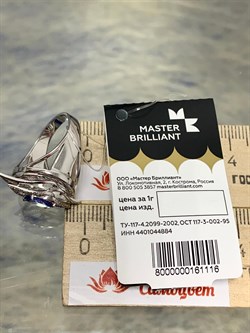 MASTER
BRILLIANT
ООО «Мастер Бриллиант»
Ул. Локомотивная, 2, г. Кострома, Россия
8 800 505 3857 masterbrilliant.com
цена за 1г
цена изд.
ТУ-117-4.2099-2002, ОСТ 117-3-002-95
ИНН 4401044884
8000000161116
Самоцвет